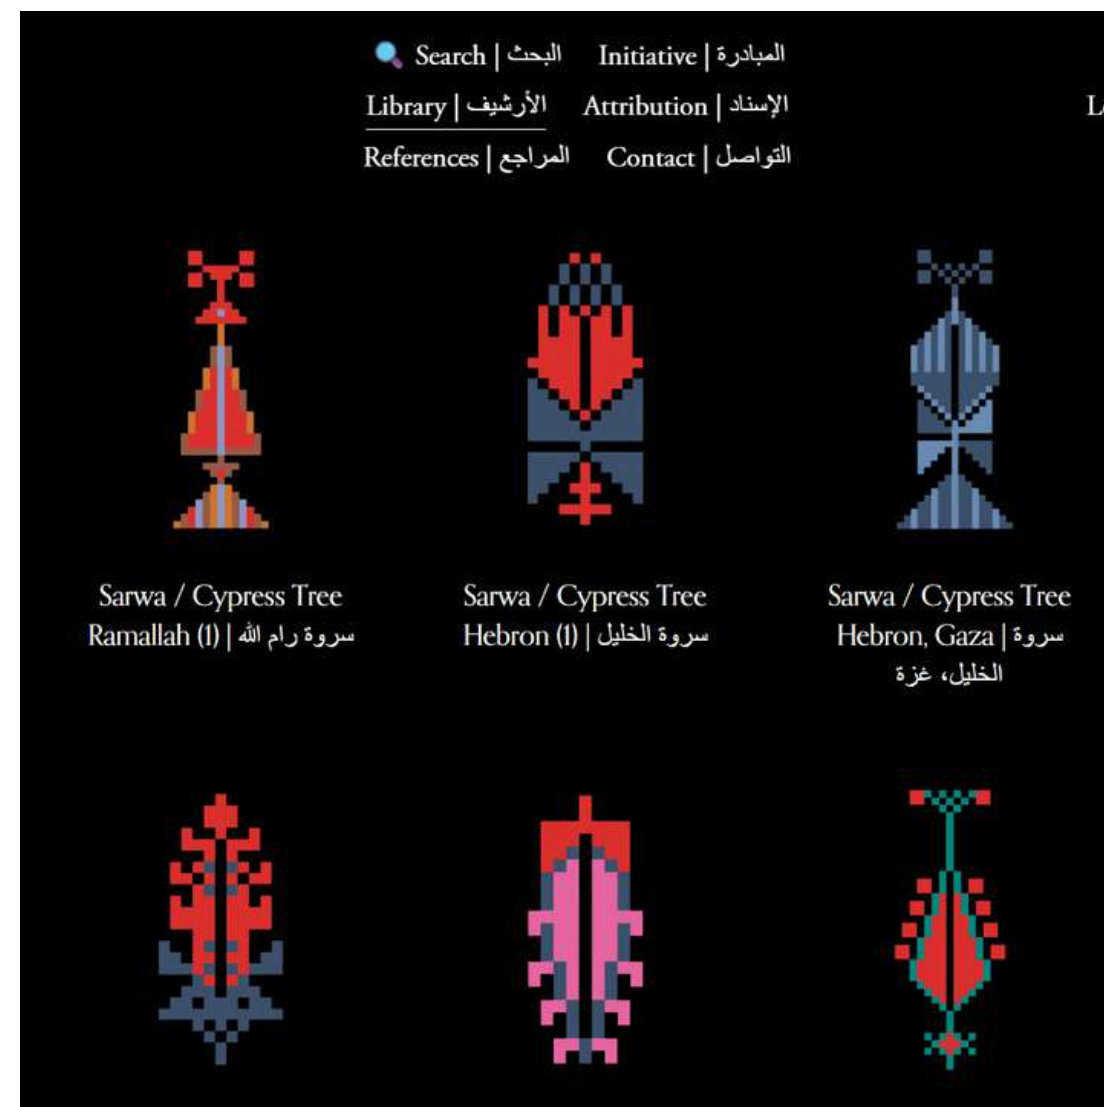 Search | البحث Initiative | المبادرة
Library | الأرشيف Attribution | الإسناد
References | المراجع Contact | التواصل
Sarwa / Cypress Tree
Ramallah (1) | سروة رام الله
Sarwa / Cypress Tree
Hebron (1) | سروة الخليل
Sarwa / Cypress Tree
Hebron, Gaza | سروة
الخليل، غزة